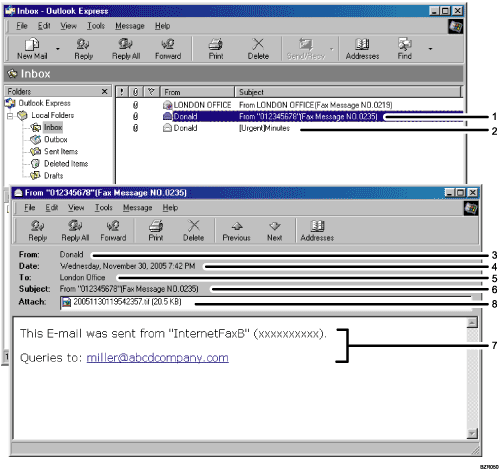 Inbox - Outlook Express
File Edit View Tools Message Help
New Mail Reply Reply All Forward Print Delete Send/Recv Addresses Find
Inbox
Folders × ! From Subject
Outlook Express
LONDON OFFICE From LONDON OFFICE(Fax Message NO.0219)
Local Folders Donald From "012345678"(Fax Message NO.0235) 1
Inbox Donald [Urgent]Minutes 2
Outbox
Sent Items
Deleted Items
Drafts
From "012345678"(Fax Message NO.0235)
File Edit View Tools Message Help
Reply Reply All Forward Print Delete Previous Next Addresses
From: Donald 3
Date: Wednesday, November 30, 2005 7:42 PM 4
To: London Office 5
Subject: From "012345678"(Fax Message NO.0235) 6
Attach: 20051130119542357.tif (20.5 KB) 8
This E-mail was sent from "InternetFaxB" (xxxxxxxxxx).
7
Queries to: miller@abcdcompany.com
BZR050